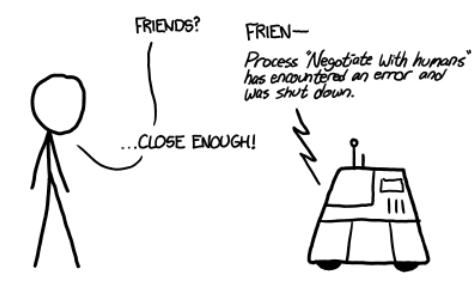 FRIENDS?
...CLOSE ENOUGH!
FRIEN—
Process "Negotiate with humans"
has encountered an error and
was shut down.